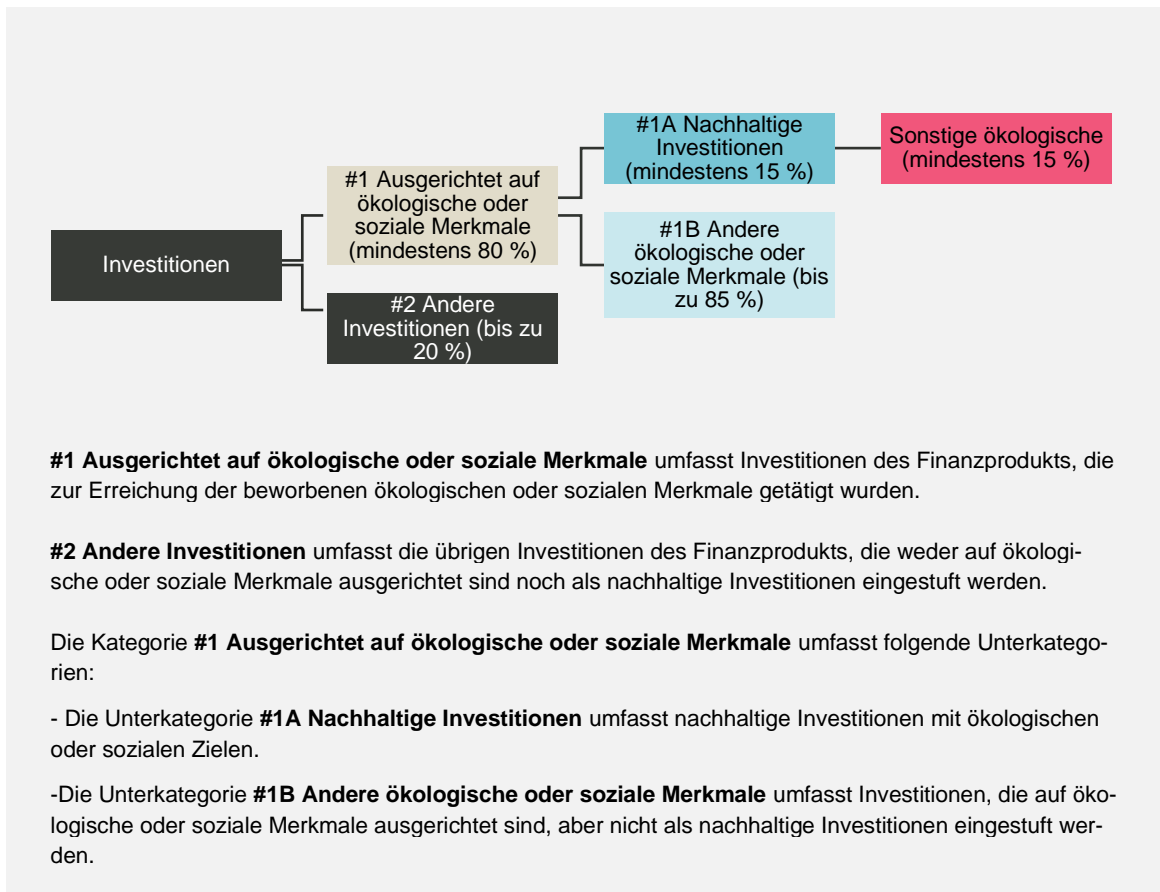 #1A Nachhaltige
Investitionen
(mindestens 15 %)
Sonstige ökologische
(mindestens 15 %)
#1 Ausgerichtet auf
ökologische oder
soziale Merkmale
(mindestens 80 %)
#1B Andere
ökologische oder
soziale Merkmale (bis
zu 85 %)
Investitionen
#2 Andere
Investitionen (bis zu
20 %)
#1 Ausgerichtet auf ökologische oder soziale Merkmale umfasst Investitionen des Finanzprodukts, die
zur Erreichung der beworbenen ökologischen oder sozialen Merkmale getätigt wurden.
#2 Andere Investitionen umfasst die übrigen Investitionen des Finanzprodukts, die weder auf ökologi-
sche oder soziale Merkmale ausgerichtet sind noch als nachhaltige Investitionen eingestuft werden.
Die Kategorie #1 Ausgerichtet auf ökologische oder soziale Merkmale umfasst folgende Unterkatego-
rien:
- Die Unterkategorie #1A Nachhaltige Investitionen umfasst nachhaltige Investitionen mit ökologischen
oder sozialen Zielen.
-Die Unterkategorie #1B Andere ökologische oder soziale Merkmale umfasst Investitionen, die auf öko-
logische oder soziale Merkmale ausgerichtet sind, aber nicht als nachhaltige Investitionen eingestuft wer-
den.